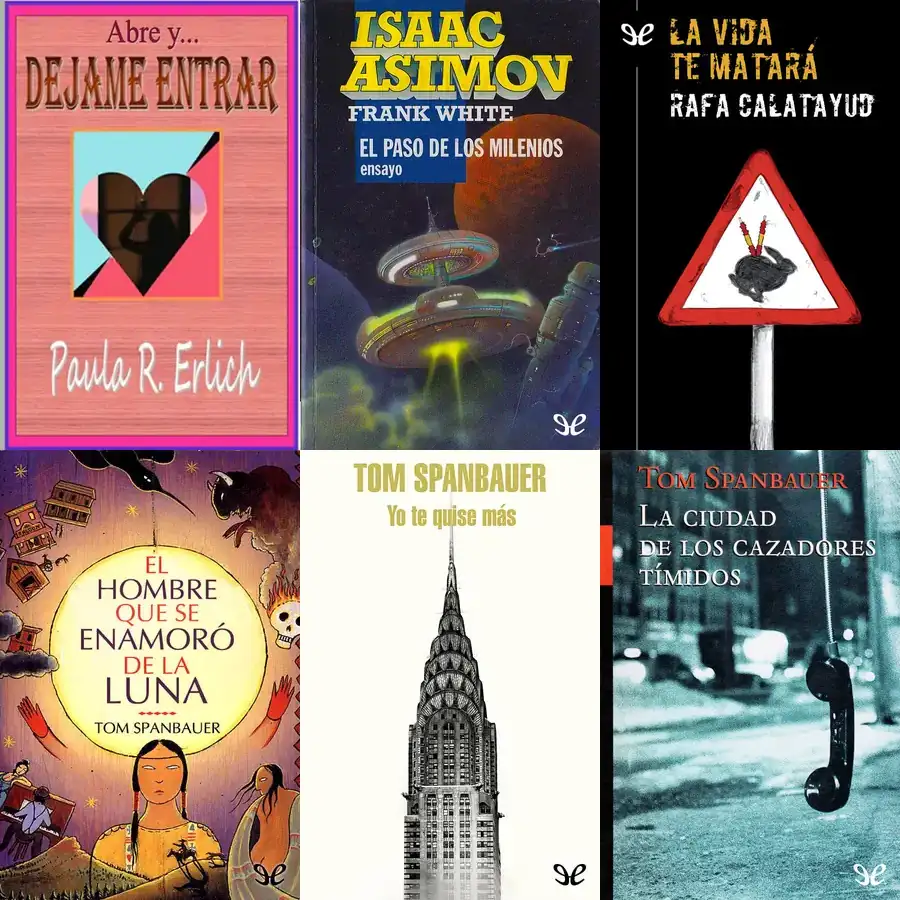 Abre y...
DEJAME ENTRAR
Paula R. Erlich
ISAAC
ASIMOV
FRANK WHITE
EL PASO DE LOS MILENIOS
ensayo
LA VIDA
TE MATARÁ
RAFA CALATAYUD
EL
HOMBRE
QUE SE
ENAMORÓ
DE LA
LUNA
TOM SPANBAUER
TOM SPANBAUER
Yo te quise más
TOM SPANBAUER
LA CIUDAD
DE LOS CAZADORES
TÍMIDOS